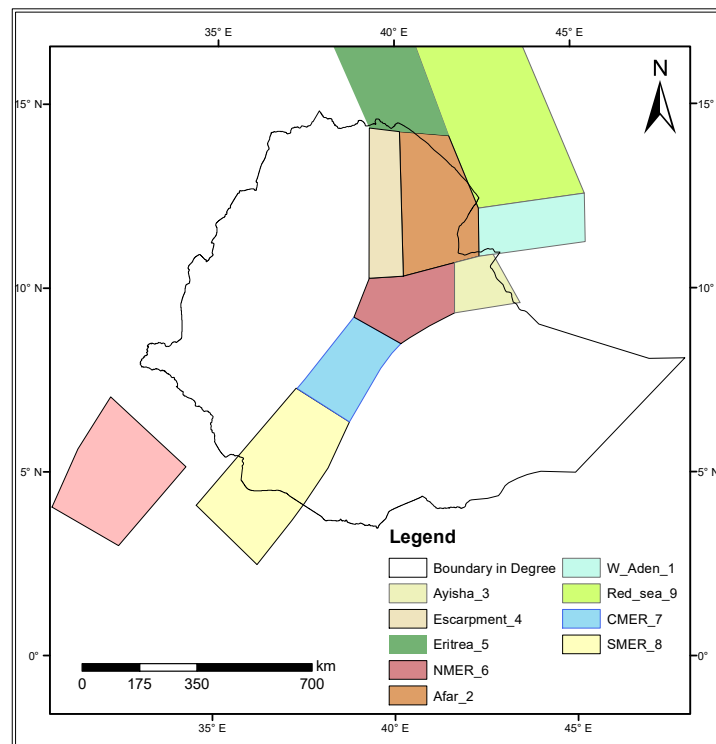 35° E 40° E 45° E
N
15° N 15° N
10° N 10° N
5° N 5° N
0° 0°
Legend
Boundary in Degree
Ayisha_3
Escarpment_4
Eritrea_5
NMER_6
Afar_2
W_Aden_1
Red_sea_9
CMER_7
SMER_8
km
0 175 350 700
35° E 40° E 45° E